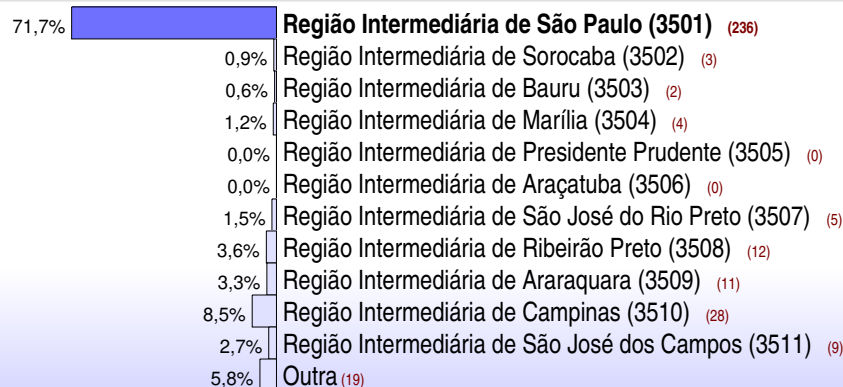 71,7% Região Intermediária de São Paulo (3501) (236)
0,9% Região Intermediária de Sorocaba (3502) (3)
0,6% Região Intermediária de Bauru (3503) (2)
1,2% Região Intermediária de Marília (3504) (4)
0,0% Região Intermediária de Presidente Prudente (3505) (0)
0,0% Região Intermediária de Araçatuba (3506) (0)
1,5% Região Intermediária de São José do Rio Preto (3507) (5)
3,6% Região Intermediária de Ribeirão Preto (3508) (12)
3,3% Região Intermediária de Araraquara (3509) (11)
8,5% Região Intermediária de Campinas (3510) (28)
2,7% Região Intermediária de São José dos Campos (3511) (9)
5,8% Outra (19)